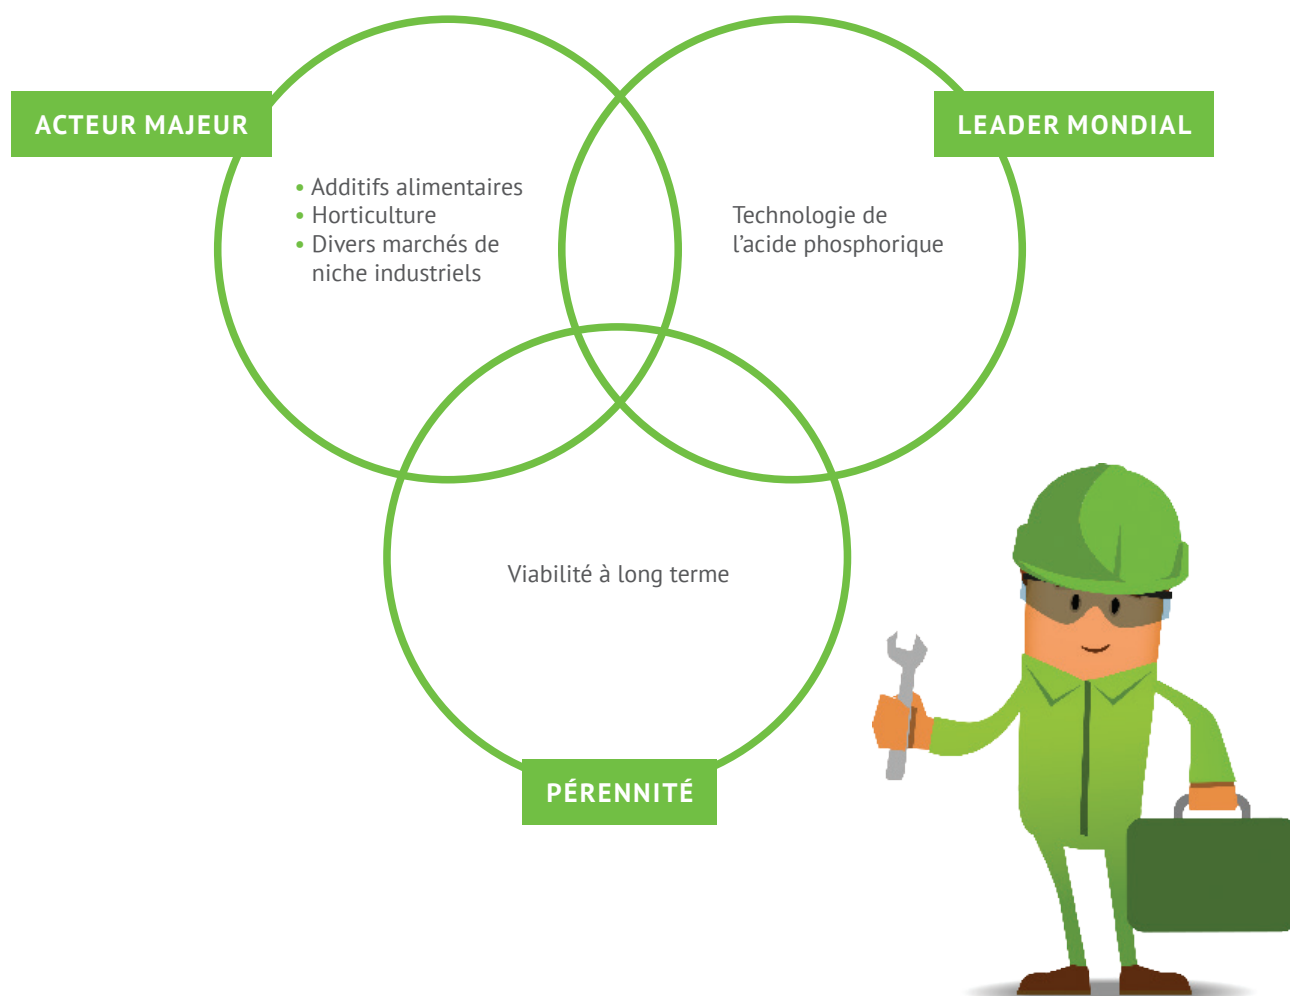 ACTEUR MAJEUR
• Additifs alimentaires
• Horticulture
• Divers marchés de
niche industriels
LEADER MONDIAL
Technologie de
l’acide phosphorique
Viabilité à long terme
PÉRENNITÉ